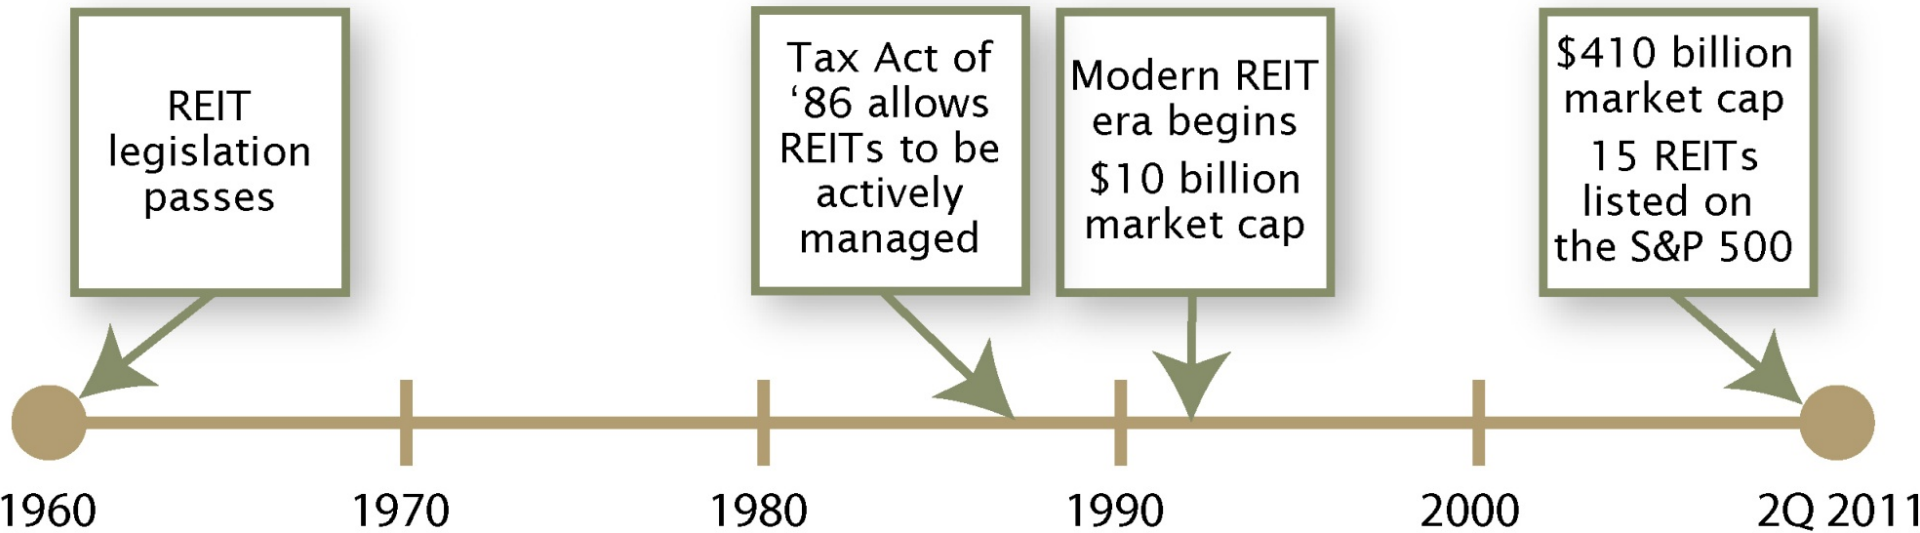 REIT
legislation
passes
Tax Act of
‘86 allows
REITs to be
actively
managed
Modern REIT
era begins
$10 billion
market cap
$410 billion
market cap
15 REITs
listed on
the S&P 500
1960
1970
1980
1990
2000
2Q 2011